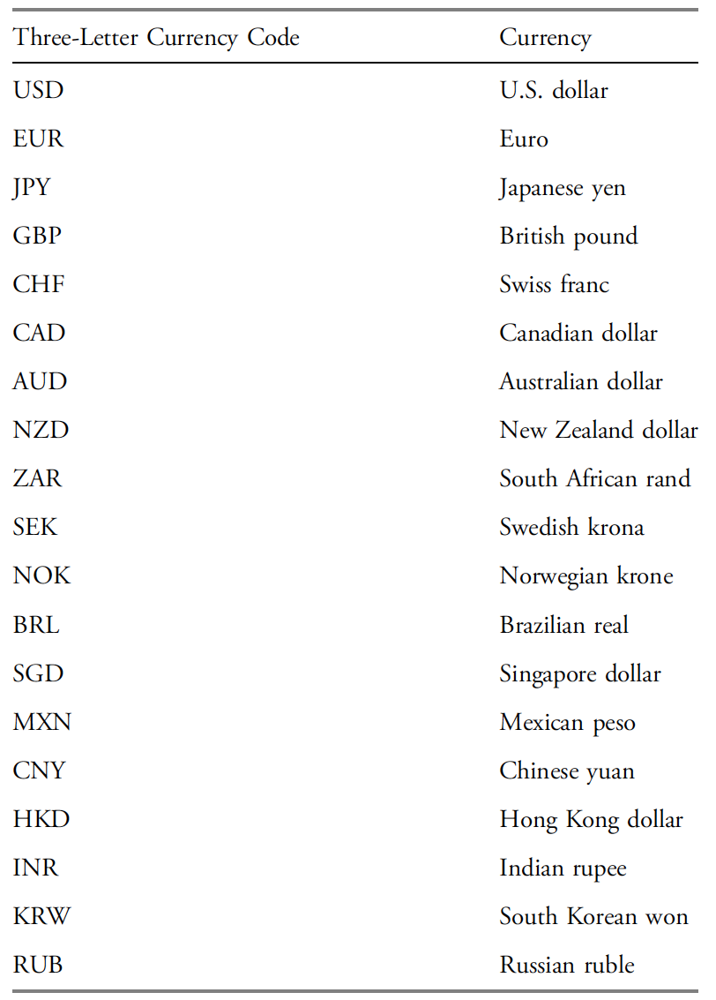 Three-Letter Currency Code Currency
USD U.S. dollar
EUR Euro
JPY Japanese yen
GBP British pound
CHF Swiss franc
CAD Canadian dollar
AUD Australian dollar
NZD New Zealand dollar
ZAR South African rand
SEK Swedish krona
NOK Norwegian krone
BRL Brazilian real
SGD Singapore dollar
MXN Mexican peso
CNY Chinese yuan
HKD Hong Kong dollar
INR Indian rupee
KRW South Korean won
RUB Russian ruble